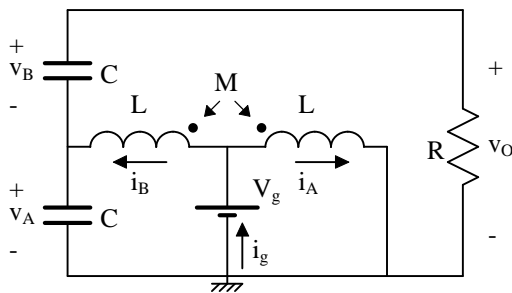 +
v_B C
-
M
L L
+
R v_O
-
i_B i_A
+
v_A C
-
V_g
i_g